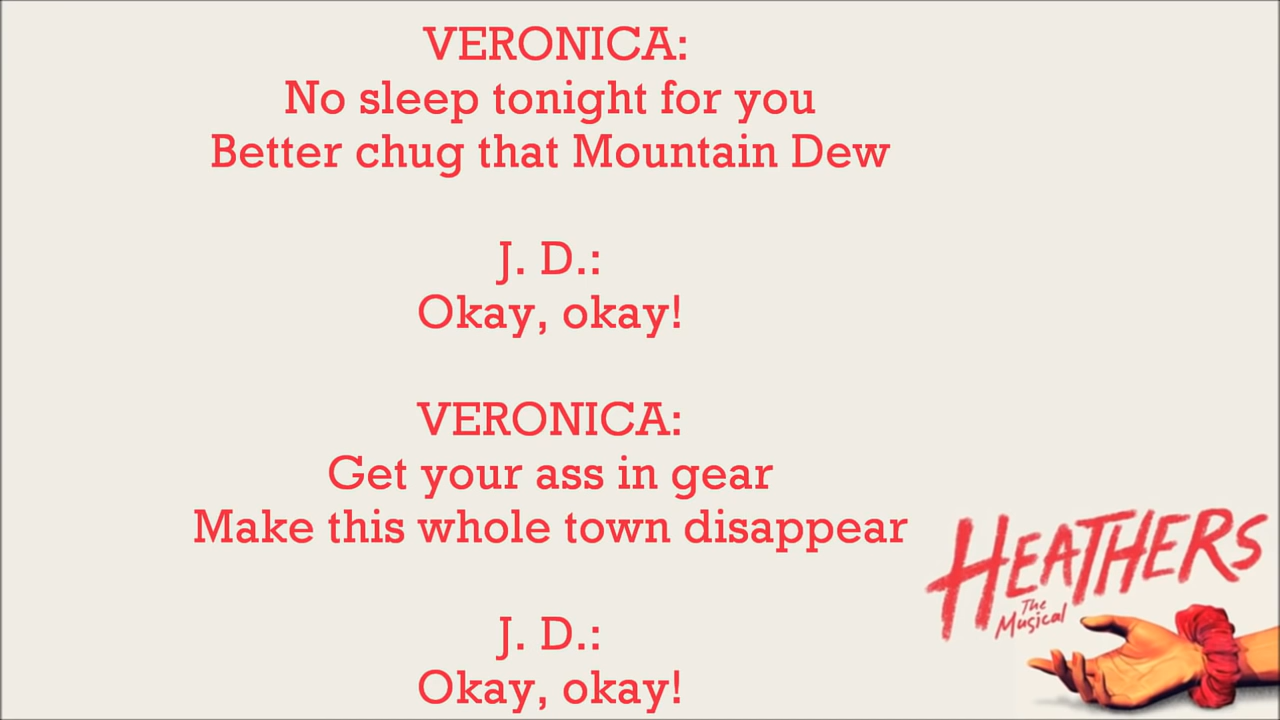 VERONICA:
No sleep tonight for you
Better chug that Mountain Dew
J. D.:
Okay, okay!
VERONICA:
Get your ass in gear
Make this whole town disappear
J. D.:
Okay, okay!
HEATHERS
The
Musical